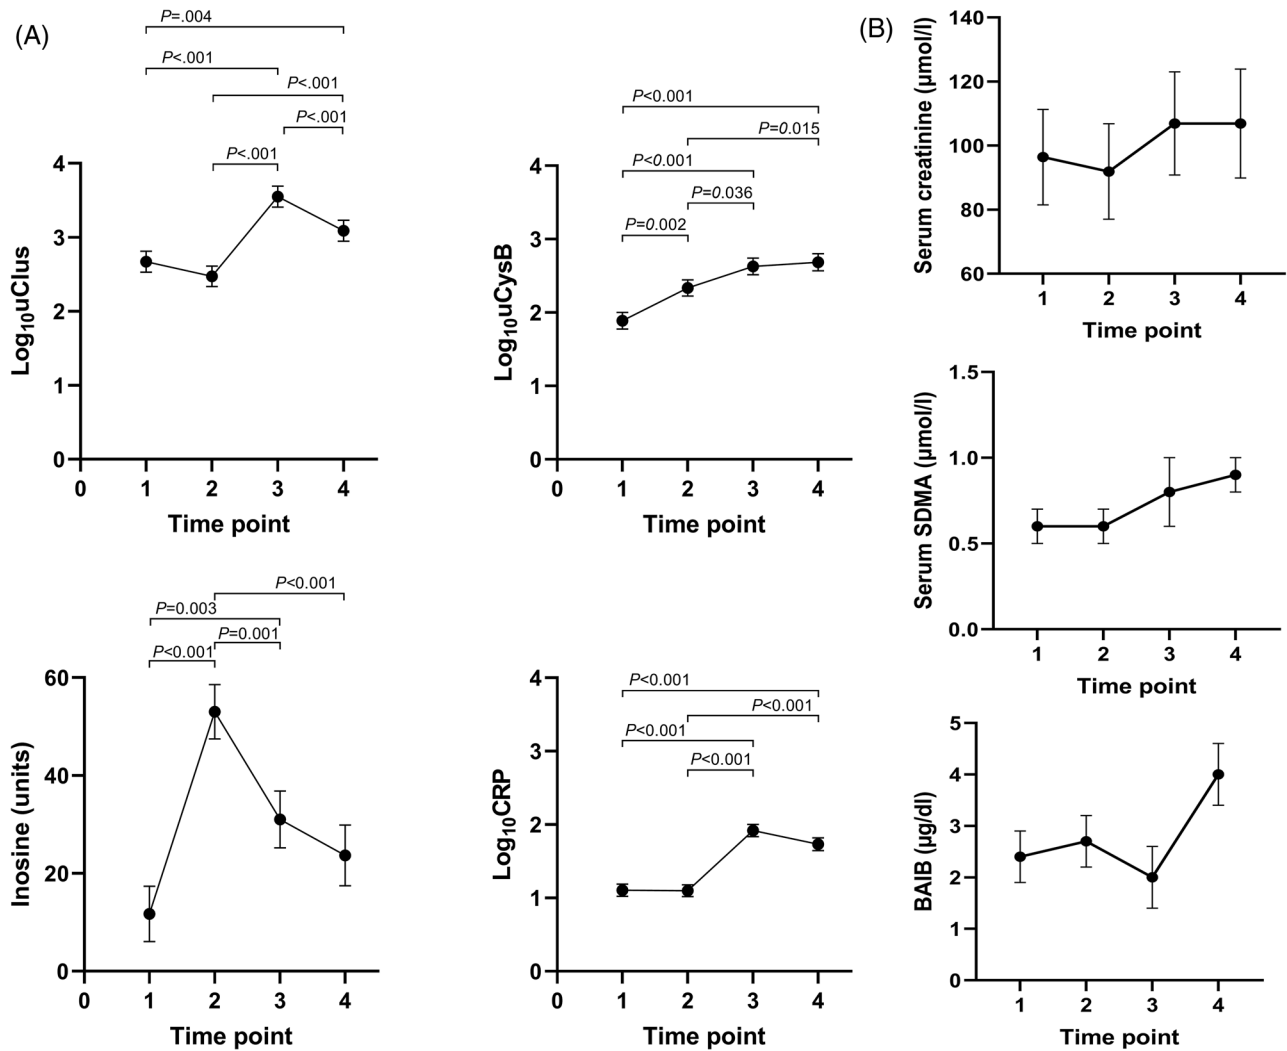 (A)
P=.004
P<.001
P<.001
P<.001
P<.001
4
3
2
1
0
Log10uClus
0 1 2 3 4
Time point
P<0.001
P=0.015
P<0.001
P=0.036
P=0.002
4
3
2
1
0
Log10uCysB
0 1 2 3 4
Time point
P<0.001
P=0.003
P=0.001
P<0.001
60
40
20
0
Inosine (units)
0 1 2 3 4
Time point
P<0.001
P<0.001
P<0.001
P<0.001
4
3
2
1
0
Log10CRP
0 1 2 3 4
Time point
(B)
140
120
100
80
60
Serum creatinine (µmol/l)
1 2 3 4
Time point
1.5
1.0
0.5
0.0
Serum SDMA (µmol/l)
1 2 3 4
Time point
5
4
3
2
1
0
BAIB (µg/dl)
1 2 3 4
Time point